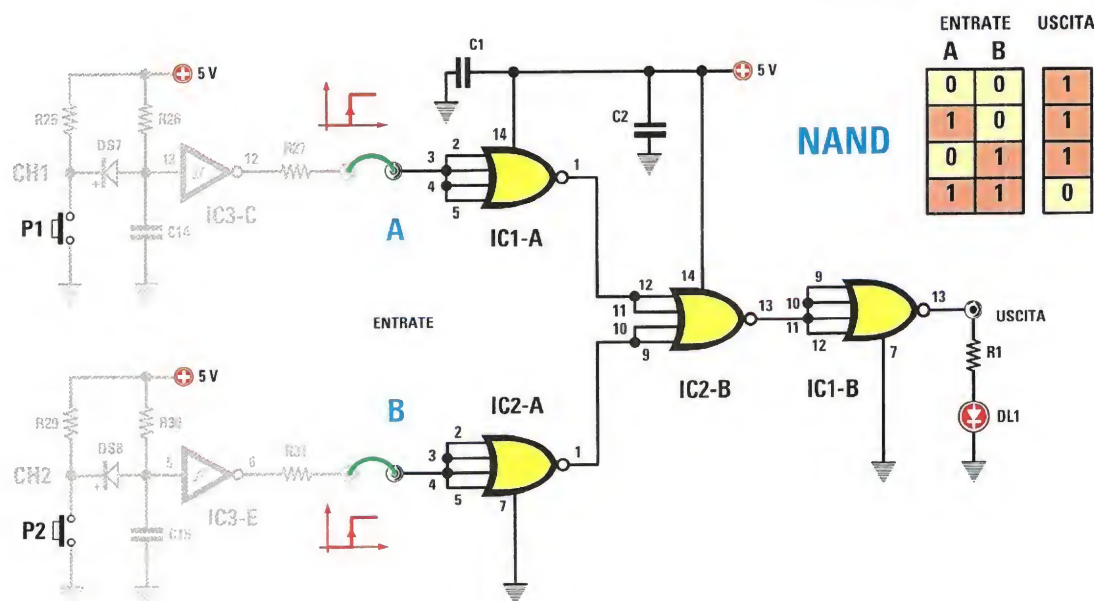 ENTRATE USCITA
A B
0 0 1
1 0 1
0 1 1
1 1 0
NAND
5 V
C1
5 V
R25
R26
14
C2
DS7
+
CH1
13
12
R27
3
2
4
5
1
P1
IC3-C
C14
A
IC1-A
12
11
10
9
14
13
9
10
11
12
13
ENTRATE
USCITA
7
R1
5 V
IC2-B
IC1-B
DL1
B
IC2-A
R29
R30
DS8
+
CH2
5
6
R31
2
3
4
5
1
7
P2
IC3-E
C15